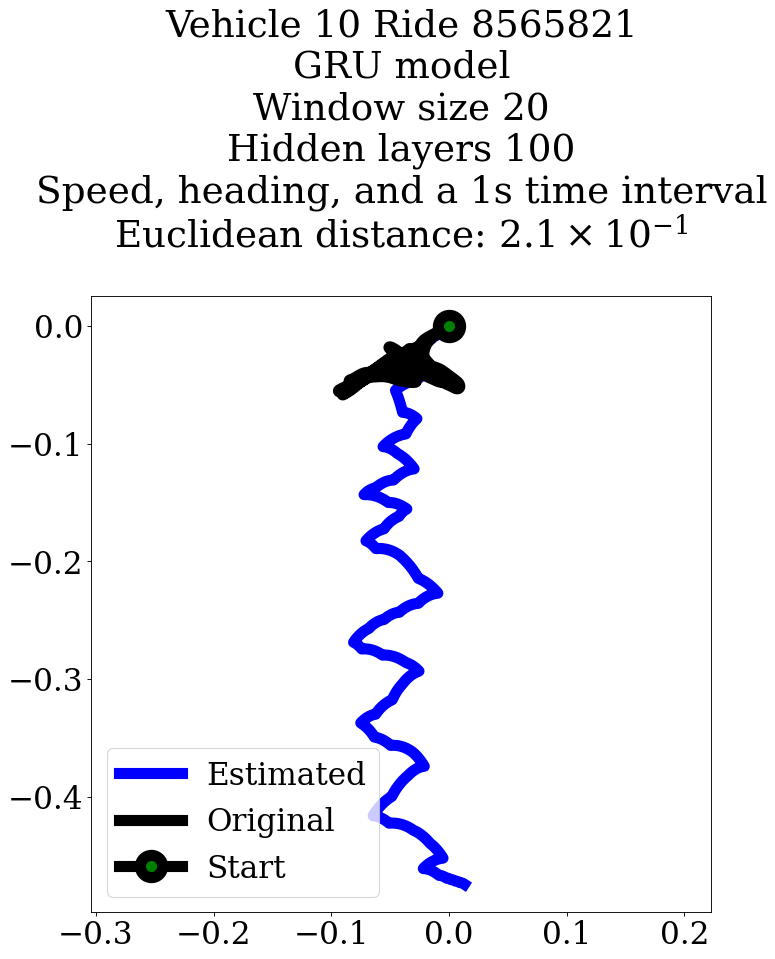 Vehicle 10 Ride 8565821
GRU model
Window size 20
Hidden layers 100
Speed, heading, and a 1s time interval
Euclidean distance: 2.1 × 10⁻¹
0.0
−0.1
−0.2
−0.3
−0.4
Estimated
Original
Start
−0.3 −0.2 −0.1 0.0 0.1 0.2